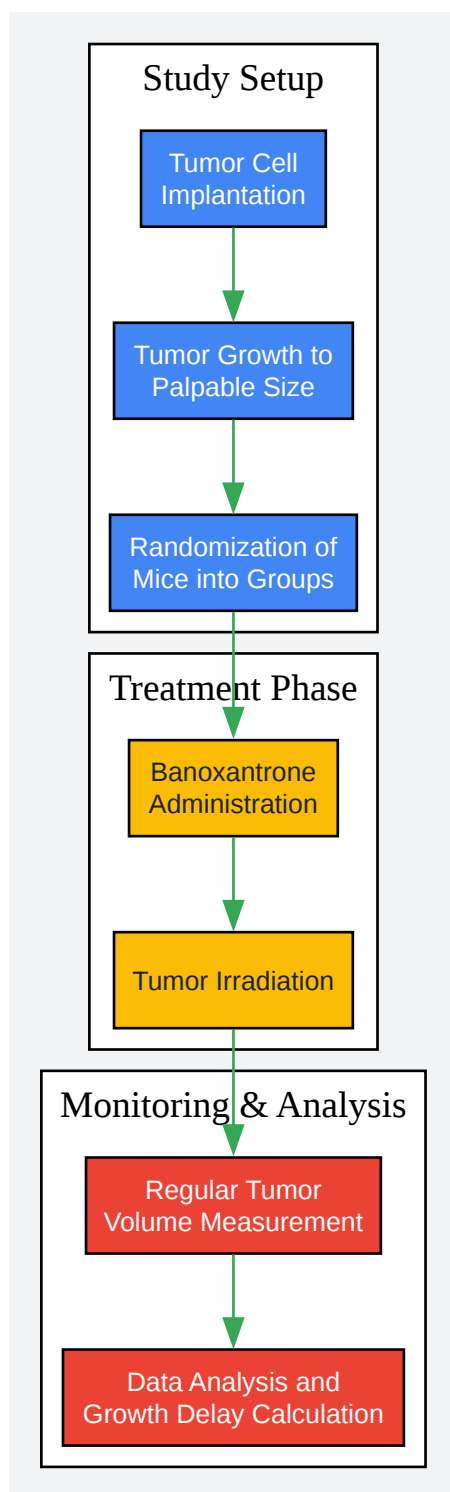 Study Setup
Tumor Cell
Implantation
Tumor Growth to
Palpable Size
Randomization of
Mice into Groups
Treatment Phase
Banoxantrone
Administration
Tumor Irradiation
Monitoring & Analysis
Regular Tumor
Volume Measurement
Data Analysis and
Growth Delay Calculation